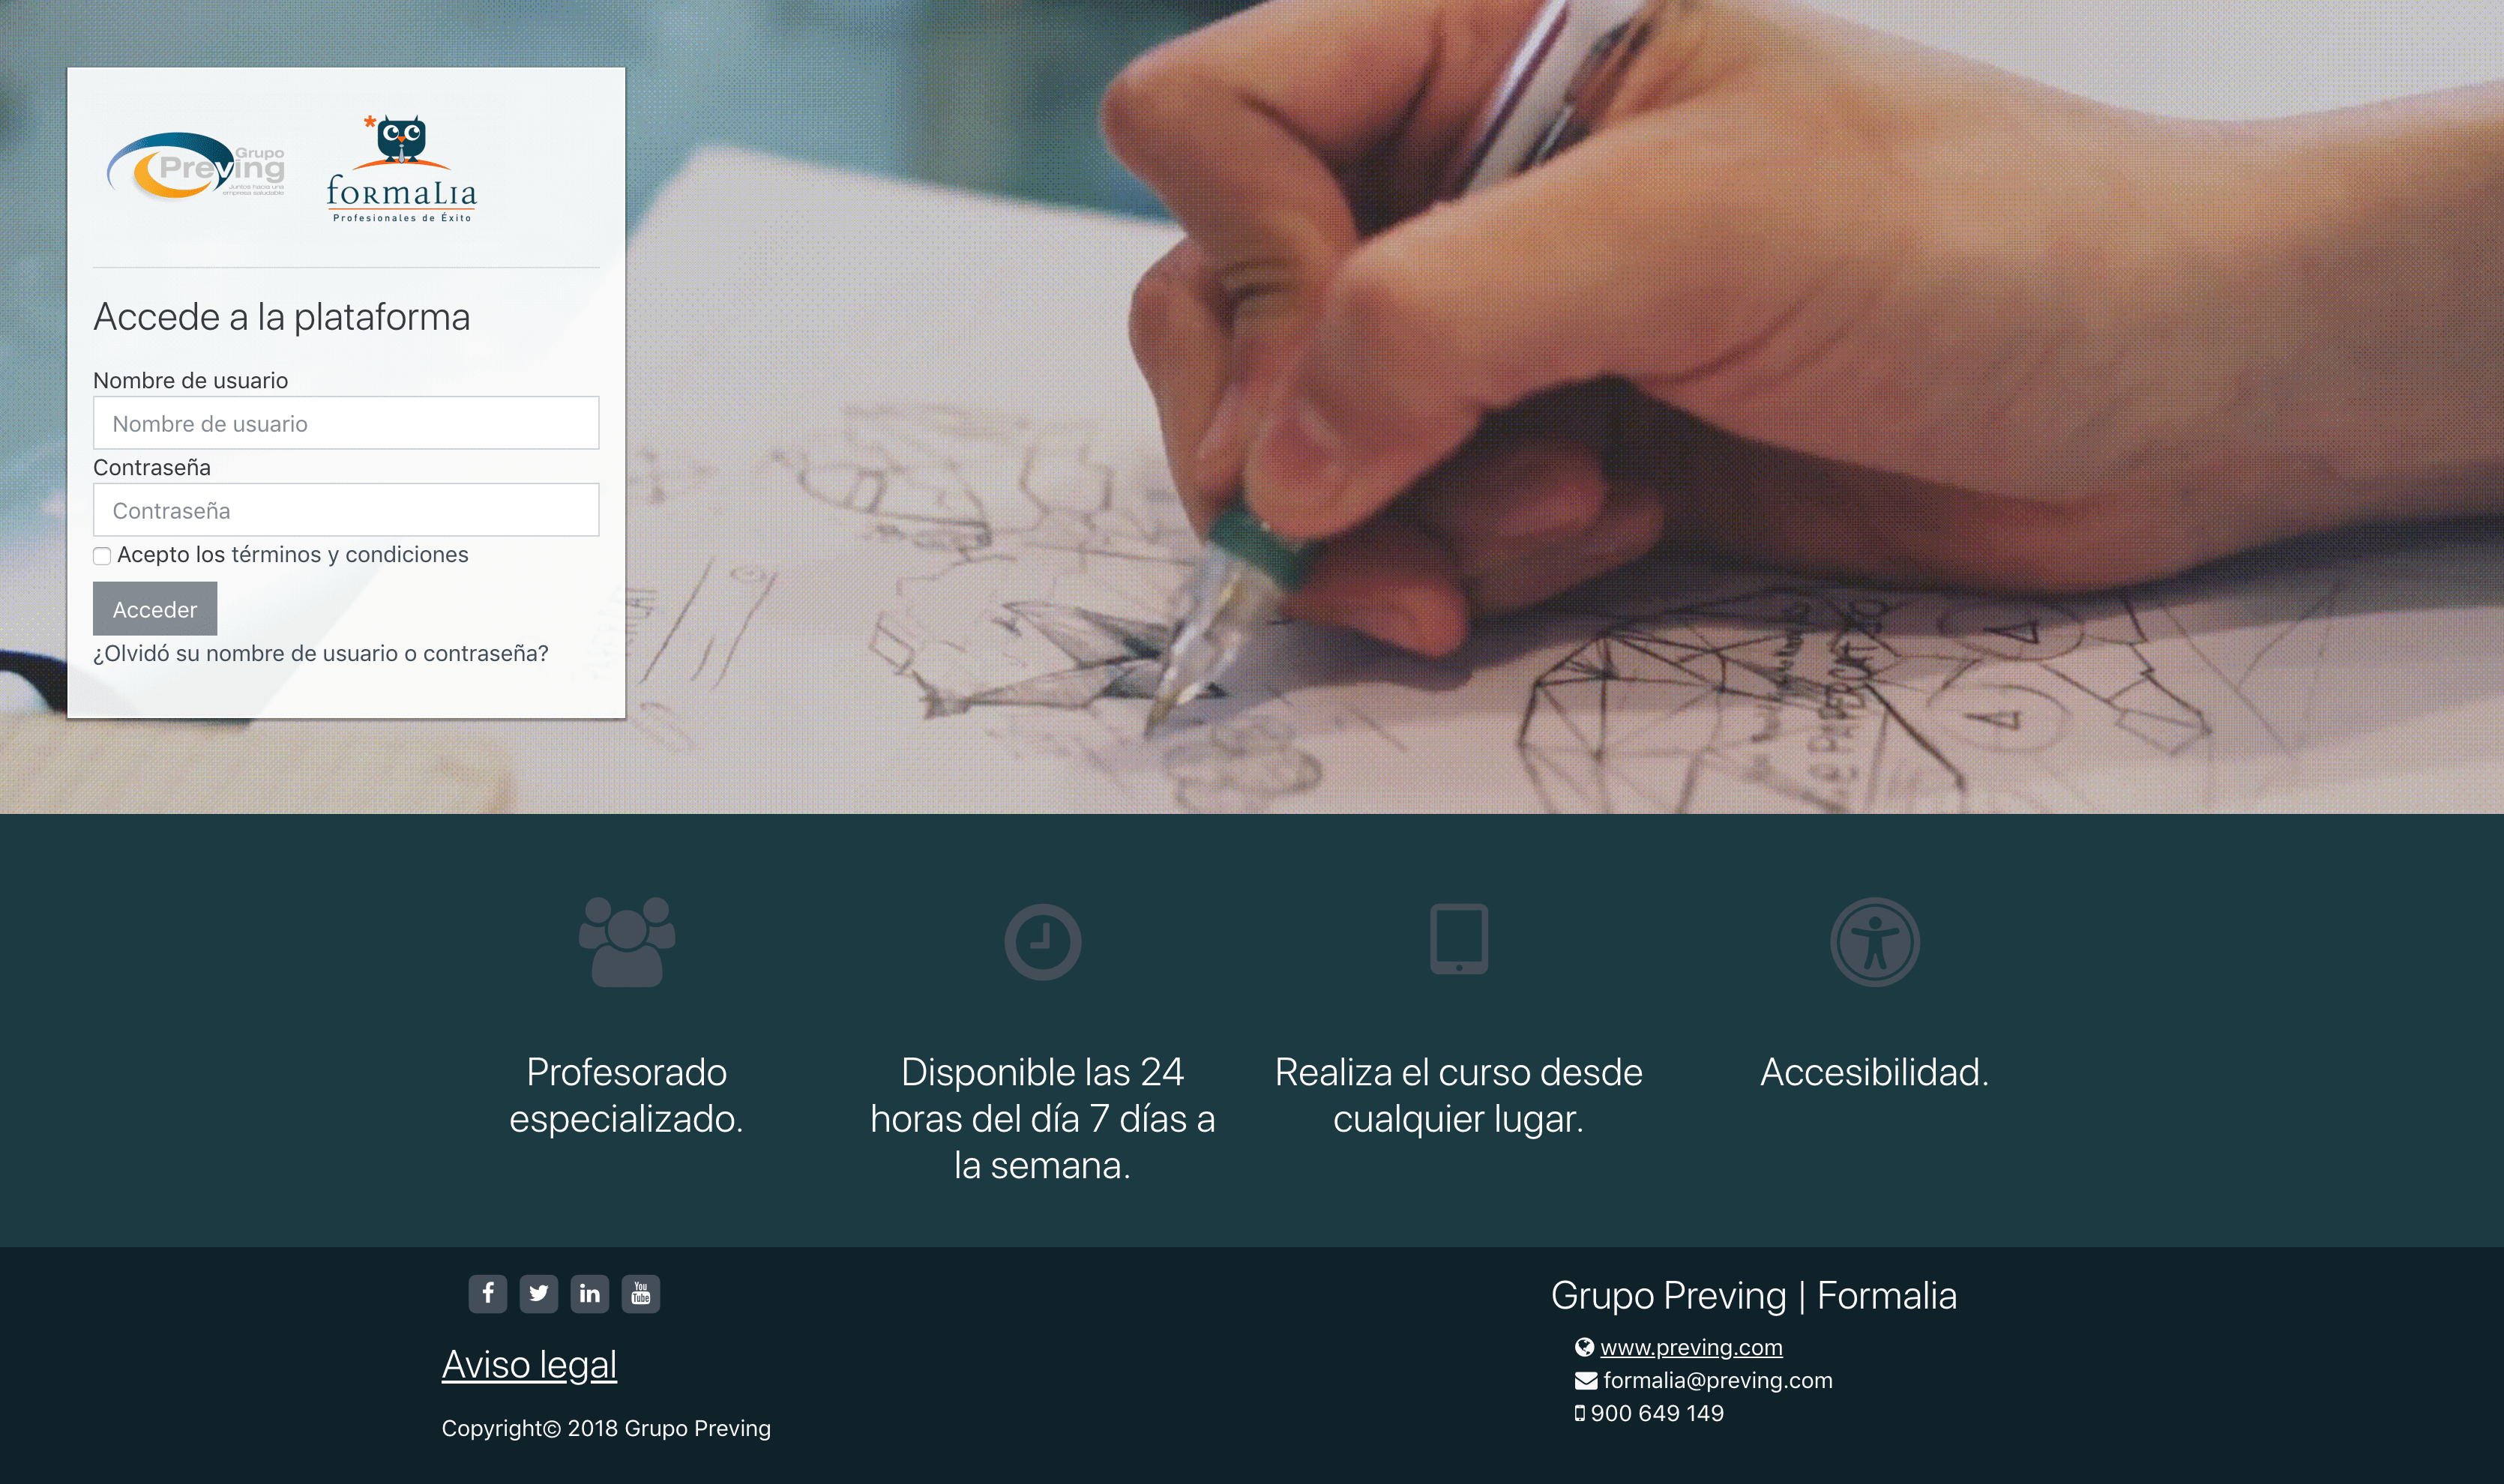 Grupo
Preving
Juntos hacia una
empresa saludable
formaLia
Profesionales de Éxito
Accede a la plataforma
Nombre de usuario
Nombre de usuario
Contraseña
Contraseña
Acepto los términos y condiciones
Acceder
¿Olvidó su nombre de usuario o contraseña?
Profesorado
especializado.
Disponible las 24
horas del día 7 días a
la semana.
Realiza el curso desde
cualquier lugar.
Accesibilidad.
You
Tube
Aviso legal
Copyright© 2018 Grupo Preving
Grupo Preving | Formalia
www.preving.com
formalia@preving.com
900 649 149